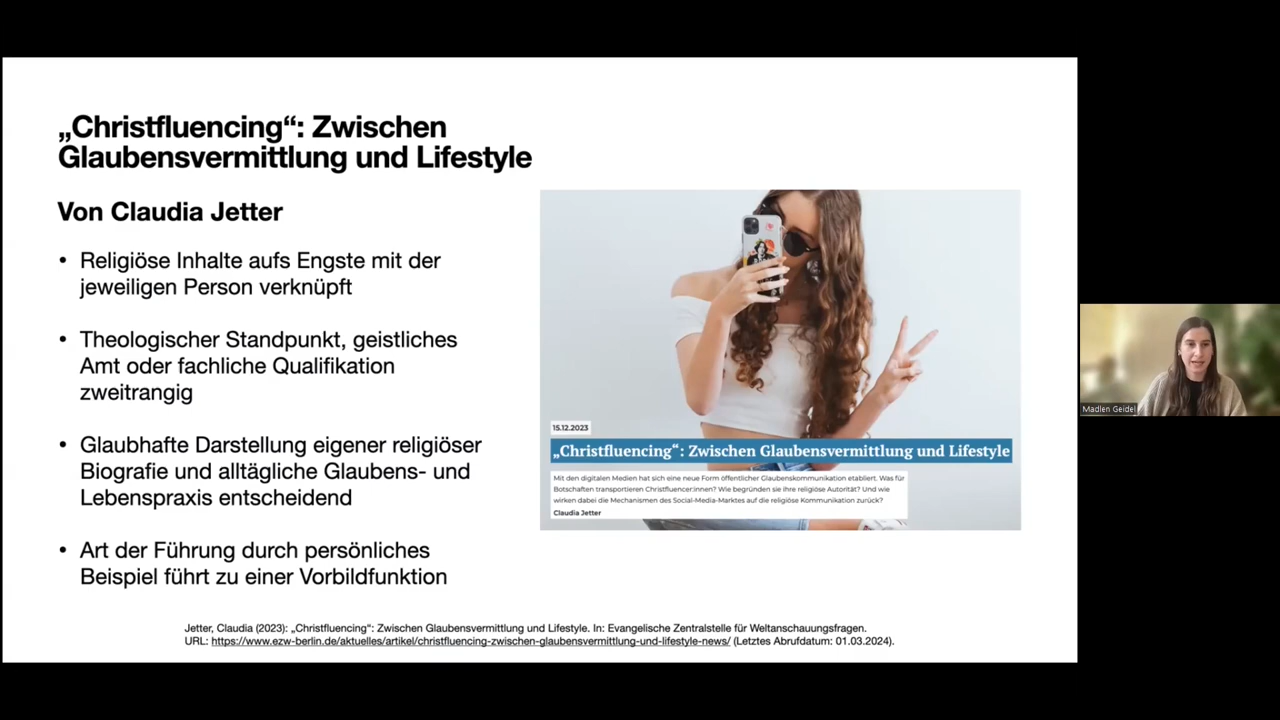 „Christfluencing“: Zwischen
Glaubensvermittlung und Lifestyle
Von Claudia Jetter
• Religiöse Inhalte aufs Engste mit der
jeweiligen Person verknüpft
• Theologischer Standpunkt, geistliches
Amt oder fachliche Qualifikation
zweitrangig
• Glaubhafte Darstellung eigener religiöser
Biografie und alltägliche Glaubens- und
Lebenspraxis entscheidend
• Art der Führung durch persönliches
Beispiel führt zu einer Vorbildfunktion
15.12.2023
„Christfluencing“: Zwischen Glaubensvermittlung und Lifestyle
Mit den digitalen Medien hat sich eine neue Form öffentlicher Glaubenskommunikation etabliert. Was für
Botschaften transportieren Christfluencer:innen? Wie begründen sie ihre religiöse Autorität? Und wie
wirken dabei die Mechanismen des Social-Media-Marktes auf die religiöse Kommunikation zurück?
Claudia Jetter
Jetter, Claudia (2023): „Christfluencing“: Zwischen Glaubensvermittlung und Lifestyle. In: Evangelische Zentralstelle für Weltanschauungsfragen.
URL: https://www.ezw-berlin.de/aktuelles/artikel/christfluencing-zwischen-glaubensvermittlung-und-lifestyle-news/ (Letztes Abrufdatum: 01.03.2024).
Madlen Geidel